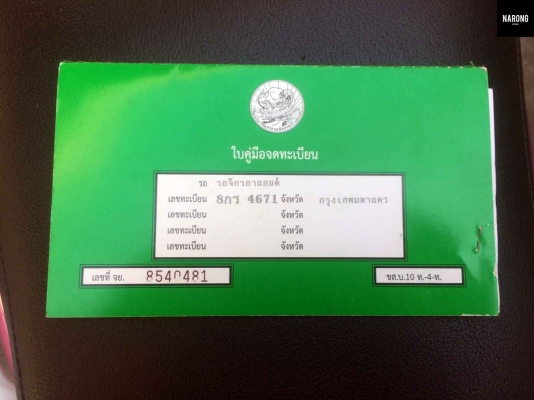 NARONG
ใบคู่มือจดทะเบียน
รถ รถจักรยานยนต์
เลขทะเบียน 8กร 4671 จังหวัด กรุงเทพมหานคร
เลขทะเบียน จังหวัด
เลขทะเบียน จังหวัด
เลขทะเบียน จังหวัด
เลขที่ จย. 8540481
ขส.บ.10 ท.-4-ท.